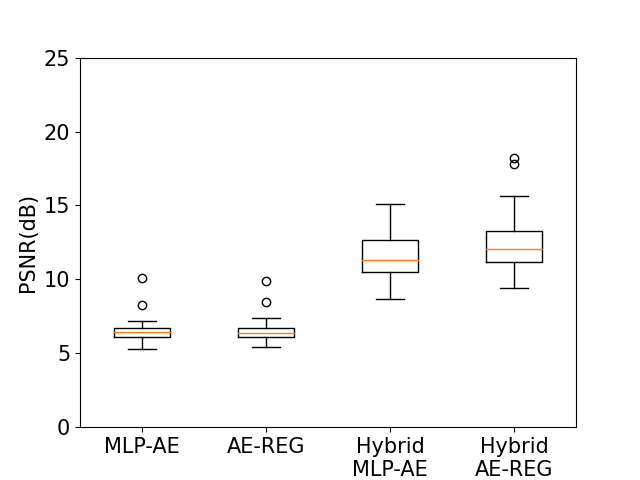 25
20
15
10
5
0
PSNR(dB)
MLP-AE
AE-REG
Hybrid
MLP-AE
Hybrid
AE-REG